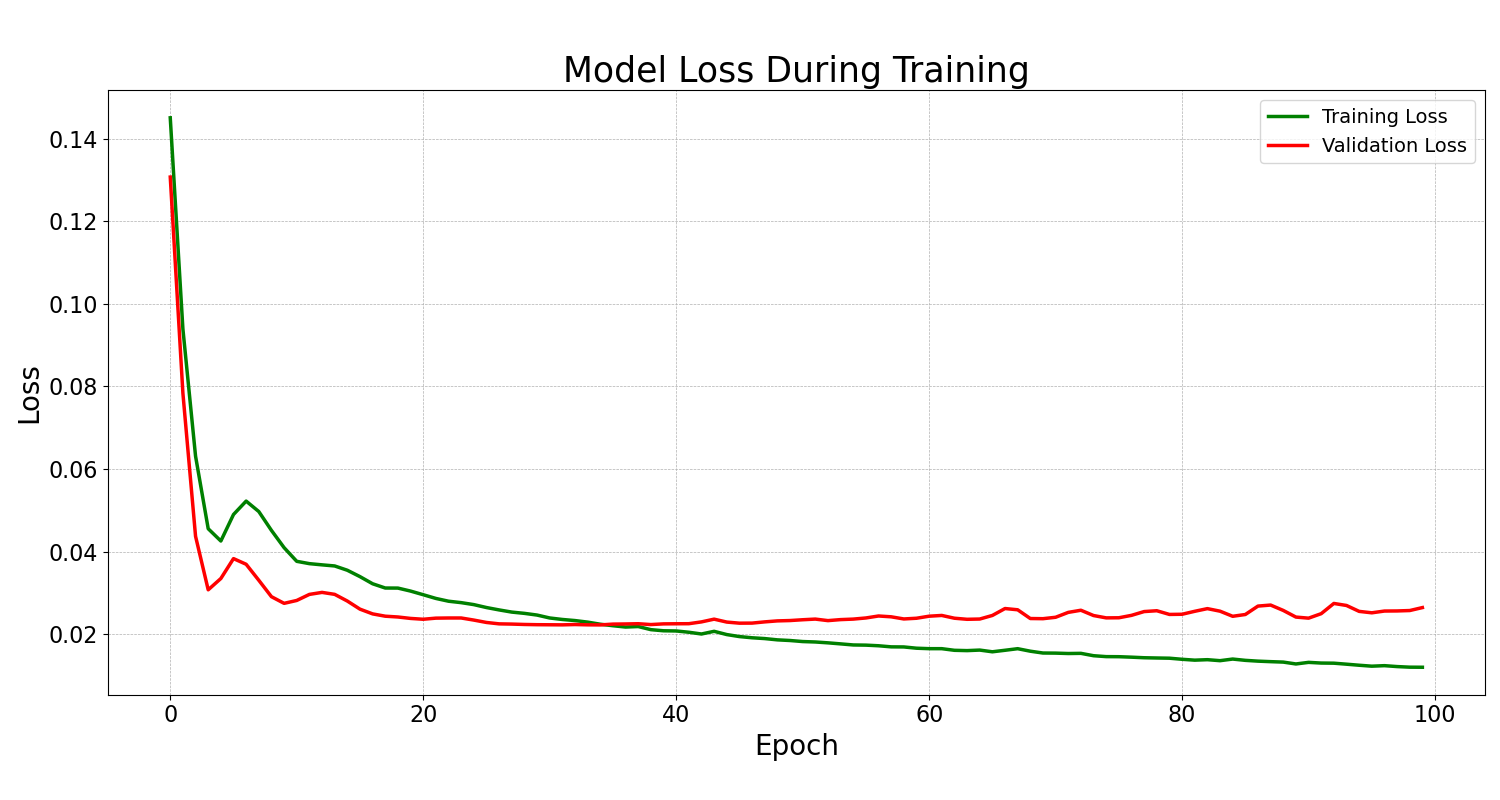 Model Loss During Training
Training Loss
Validation Loss
0.14
0.12
0.10
0.08
0.06
0.04
0.02
Loss
0
20
40
60
80
100
Epoch